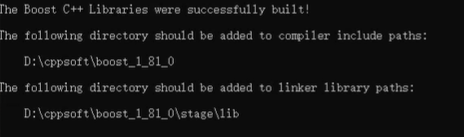 The Boost C++ Libraries were successfully built!
The following directory should be added to compiler include paths:
D:\cppsoft\boost_1_81_0
The following directory should be added to linker library paths:
D:\cppsoft\boost_1_81_0\stage\lib